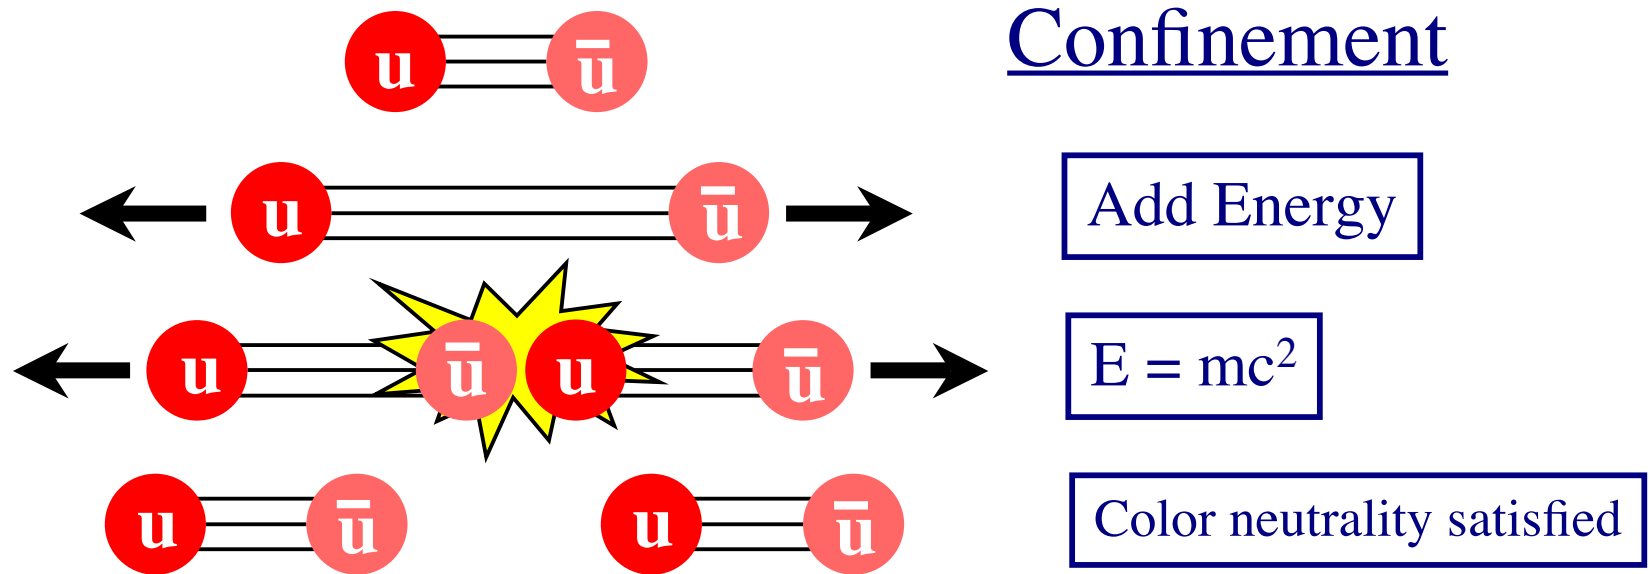 u ū Confinement
u ū Add Energy
u ū u ū E = mc²
u ū u ū Color neutrality satisfied